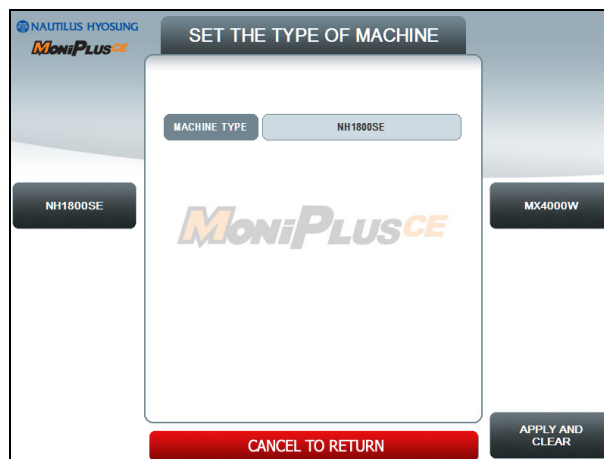 NAUTILUS HYOSUNG
MONiPLUSCE
SET THE TYPE OF MACHINE
MACHINE TYPE
NH1800SE
NH1800SE
MX4000W
MONiPLUSCE
APPLY AND
CLEAR
CANCEL TO RETURN